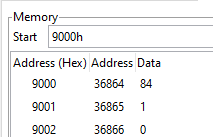 Memory
Start 9000h
Address (Hex) Address Data
9000 36864 84
9001 36865 1
9002 36866 0